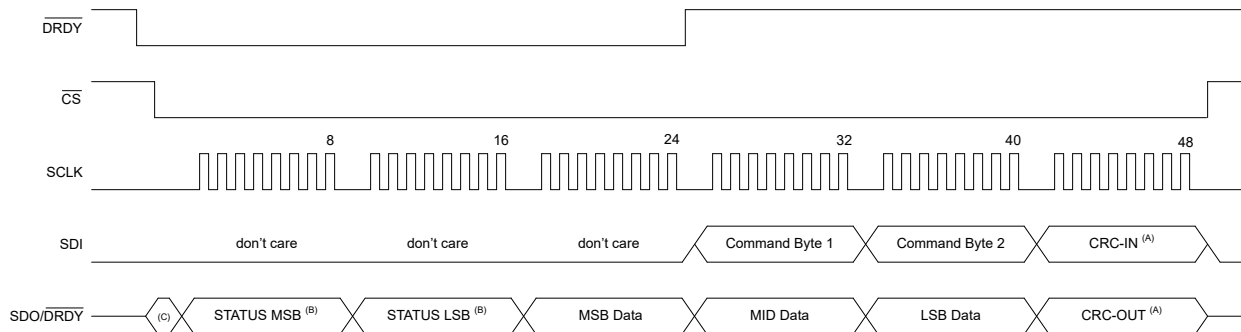 DRDY
CS
8 16 24 32 40 48
SCLK
SDI don't care don't care don't care Command Byte 1 Command Byte 2 CRC-IN (A)
SDO/DRDY (C) STATUS MSB (B) STATUS LSB (B) MSB Data MID Data LSB Data CRC-OUT (A)